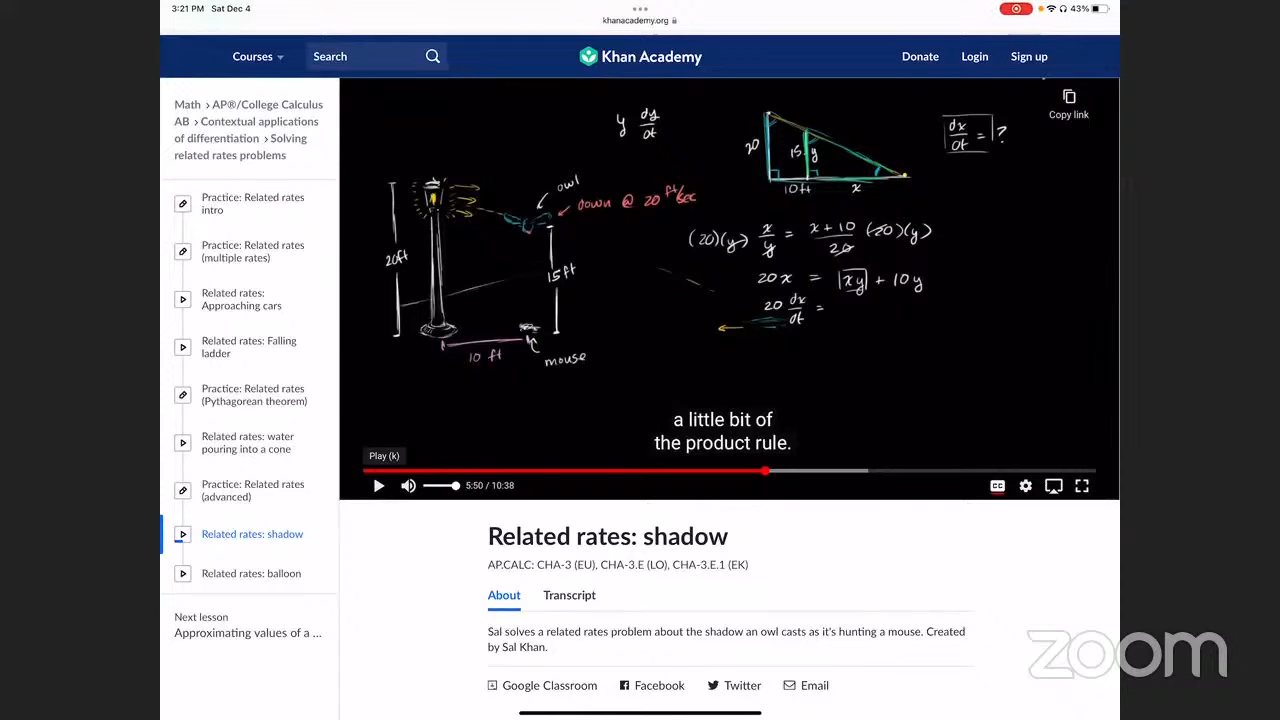 3:21 PM Sat Dec 4
khanacademy.org
43%
Courses
Search
Khan Academy
Donate
Login
Sign up
Math › AP®/College Calculus
AB › Contextual applications
of differentiation › Solving
related rates problems
Practice: Related rates
intro
Practice: Related rates
(multiple rates)
Related rates:
Approaching cars
Related rates: Falling
ladder
Practice: Related rates
(Pythagorean theorem)
Related rates: water
pouring into a cone
Practice: Related rates
(advanced)
Related rates: shadow
Related rates: balloon
Next lesson
Approximating values of a ...
Copy link
y dy/dt
20
15
y
10ft
x
dx/dt = ?
owl
down @ 20 ft/sec
20ft
15ft
10 ft
mouse
(20)(y) x/y = x + 10/20 (20)(y)
20x = xy + 10y
20 dx/dt =
a little bit of
the product rule.
Play (k)
5:50 / 10:38
CC
Related rates: shadow
AP.CALC: CHA‑3 (EU), CHA‑3.E (LO), CHA‑3.E.1 (EK)
About
Transcript
Sal solves a related rates problem about the shadow an owl casts as it's hunting a mouse. Created
by Sal Khan.
Google Classroom
Facebook
Twitter
Email
zoom